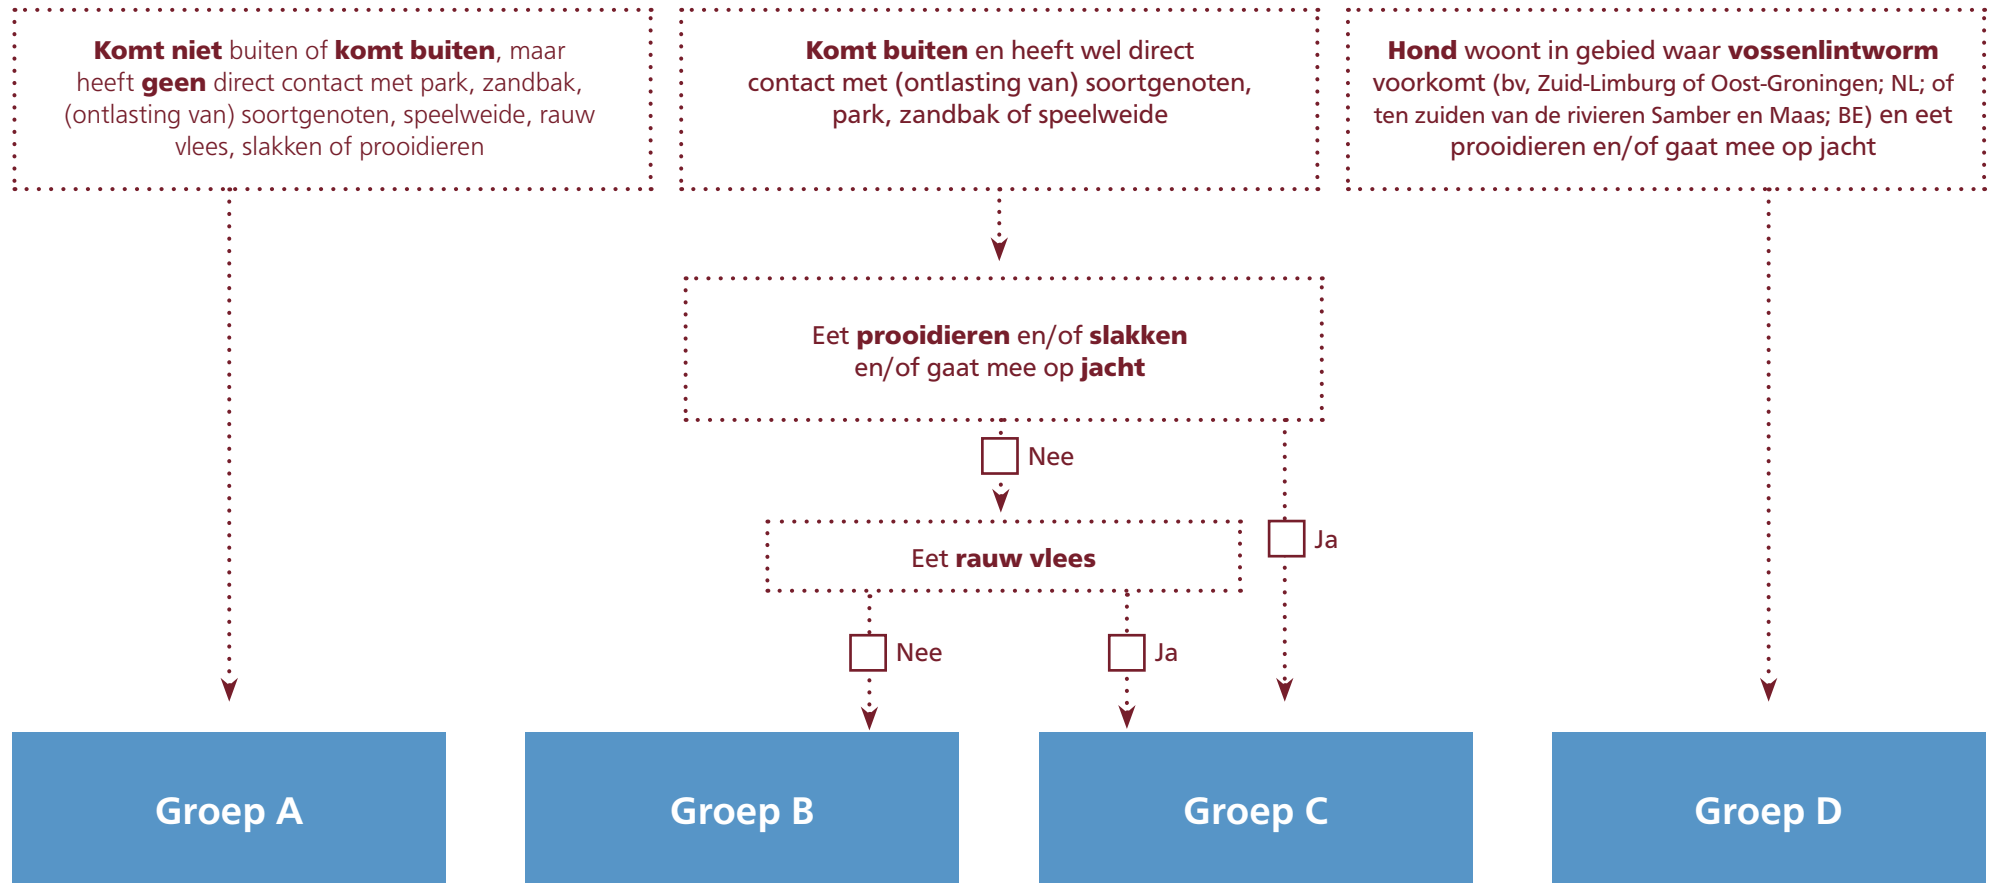 Komt niet buiten of komt buiten, maar
heeft geen direct contact met park, zandbak,
(ontlasting van) soortgenoten, speelweide, rauw
vlees, slakken of prooidieren
Komt buiten en heeft wel direct
contact met (ontlasting van) soortgenoten,
park, zandbak of speelweide
Hond woont in gebied waar vossenlintworm
voorkomt (bv, Zuid-Limburg of Oost-Groningen; NL; of
ten zuiden van de rivieren Samber en Maas; BE) en eet
prooidieren en/of gaat mee op jacht
Eet prooidieren en/of slakken
en/of gaat mee op jacht
Nee
Ja
Eet rauw vlees
Nee
Ja
Groep A
Groep B
Groep C
Groep D